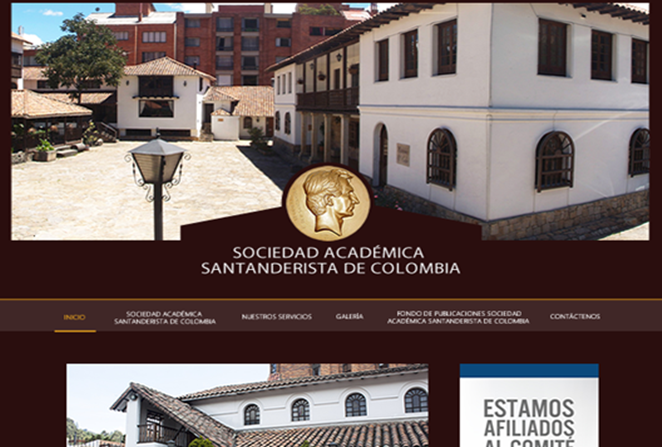 SOCIEDAD ACADÉMICA
SANTANDERISTA DE COLOMBIA
INICIO
SOCIEDAD ACADÉMICA
SANTANDERISTA DE COLOMBIA
NUESTROS SERVICIOS
GALERÍA
FONDO DE PUBLICACIONES SOCIEDAD
ACADÉMICA SANTANDERISTA DE COLOMBIA
CONTÁCTENOS
ESTAMOS
AFILIADOS
AL COMITÉ